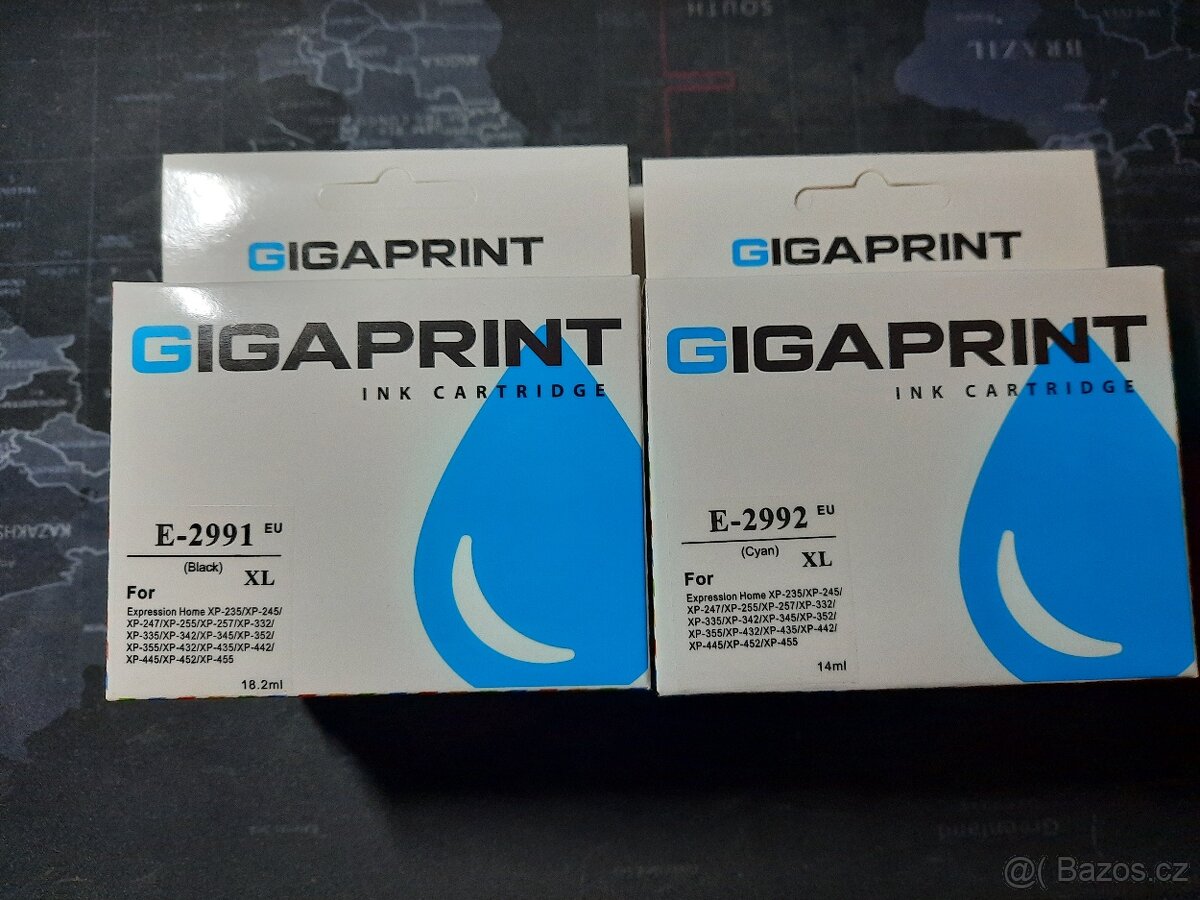 SOUTH
BRAZIL
ANGOLA
GIGAPRINT
GIGAPRINT
INK CARTRIDGE
E-2991 EU
(Black)
XL
For
Expression Home XP-235/XP-245/
XP-247/XP-255/XP-257/XP-332/
XP-335/XP-342/XP-345/XP-352/
XP-355/XP-432/XP-435/XP-442/
XP-445/XP-452/XP-455
18.2ml
GIGAPRINT
GIGAPRINT
INK CARTRIDGE
E-2992 EU
(Cyan)
XL
For
Expression Home XP-235/XP-245/
XP-247/XP-255/XP-257/XP-332/
XP-335/XP-342/XP-345/XP-352/
XP-355/XP-432/XP-435/XP-442/
XP-445/XP-452/XP-455
14ml
KAZAKHS
Greenland
@( Bazos.cz